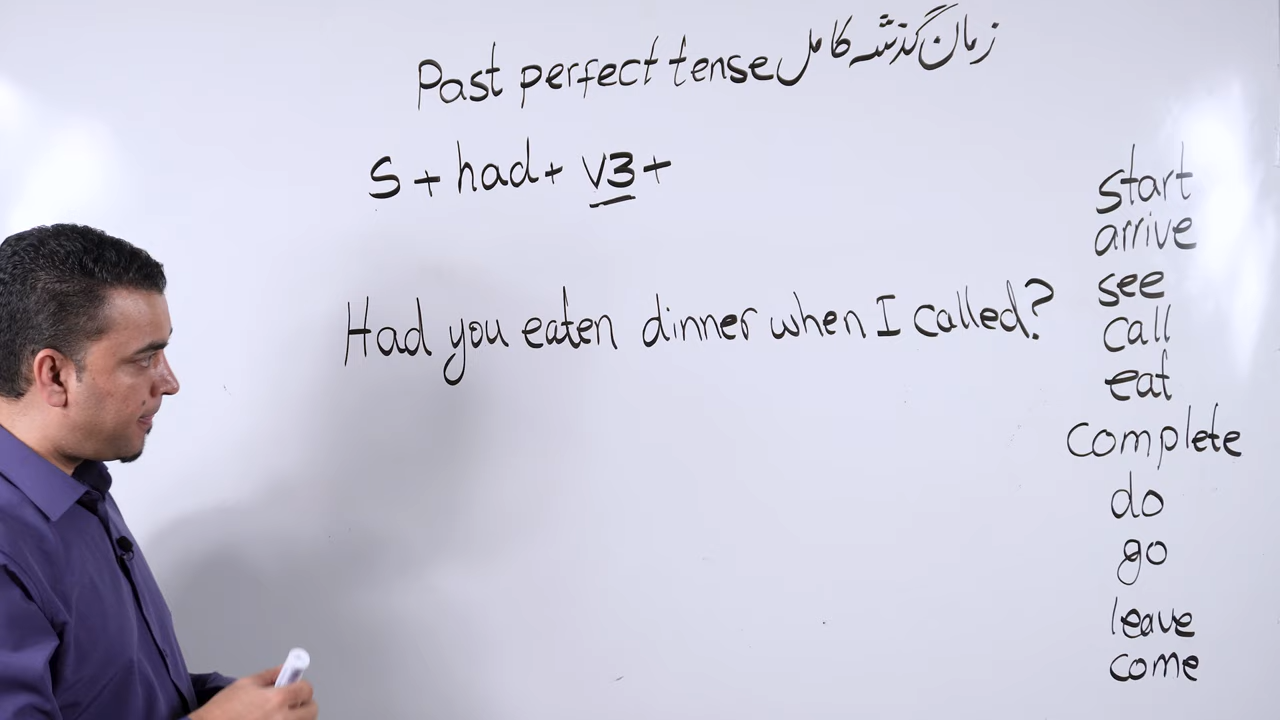 Past perfect tense زمان گذشته کامل
S + had + V3 +
Had you eaten dinner when I called?
start
arrive
see
call
eat
complete
do
go
leave
come